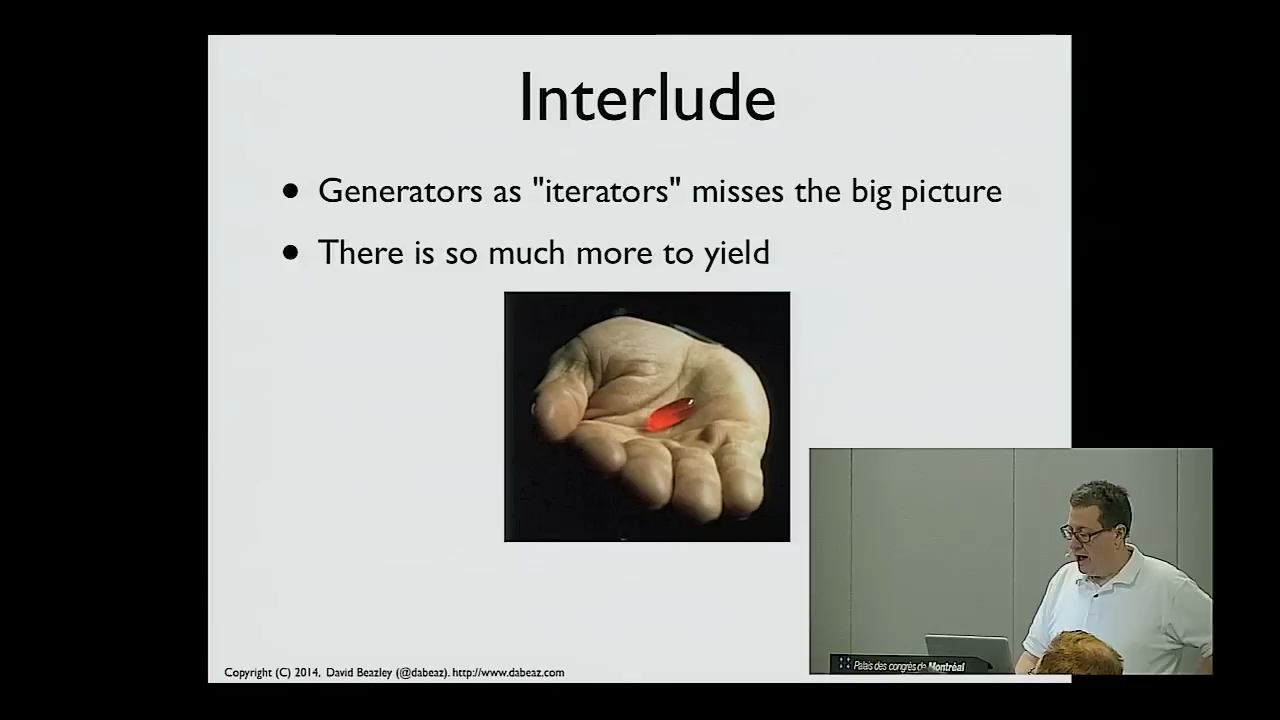 Interlude
• Generators as "iterators" misses the big picture
• There is so much more to yield
Palais des congrès de Montréal
Copyright (C) 2014, David Beazley (@dabeaz). http://www.dabeaz.com